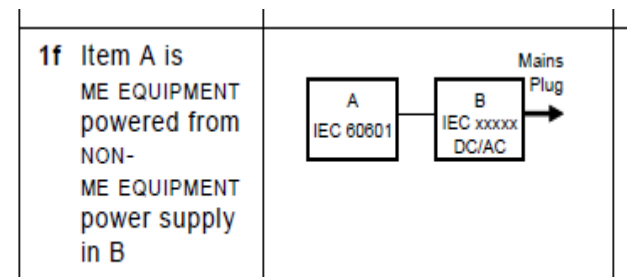 1f Item A is
ME EQUIPMENT
powered from
NON-
ME EQUIPMENT
power supply
in B
Mains
Plug
A
IEC 60601
B
IEC xxxxx
DC/AC